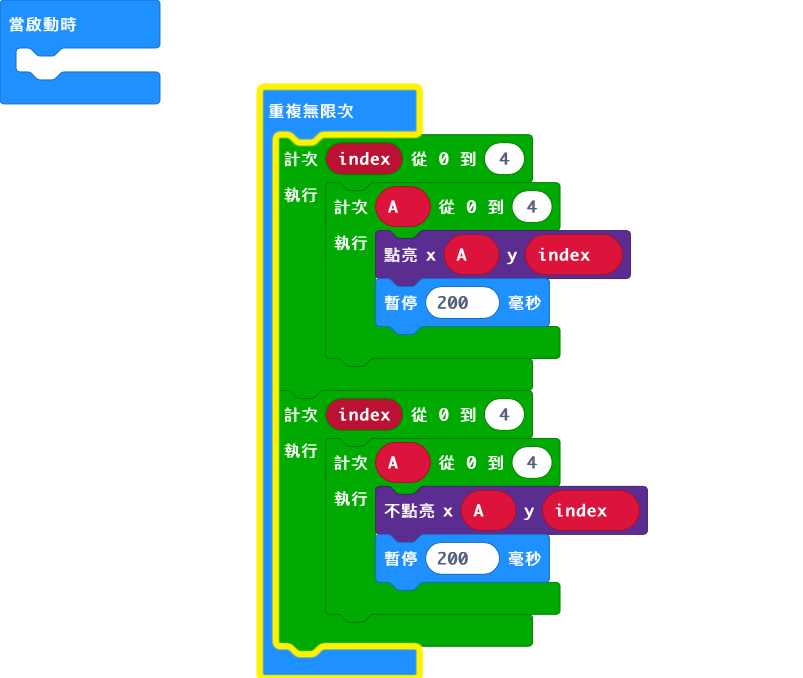 當啟動時
重複無限次
計次 index 從 0 到 4
執行
計次 A 從 0 到 4
執行
點亮 x A y index
暫停 200 毫秒
計次 index 從 0 到 4
執行
計次 A 從 0 到 4
執行
不點亮 x A y index
暫停 200 毫秒